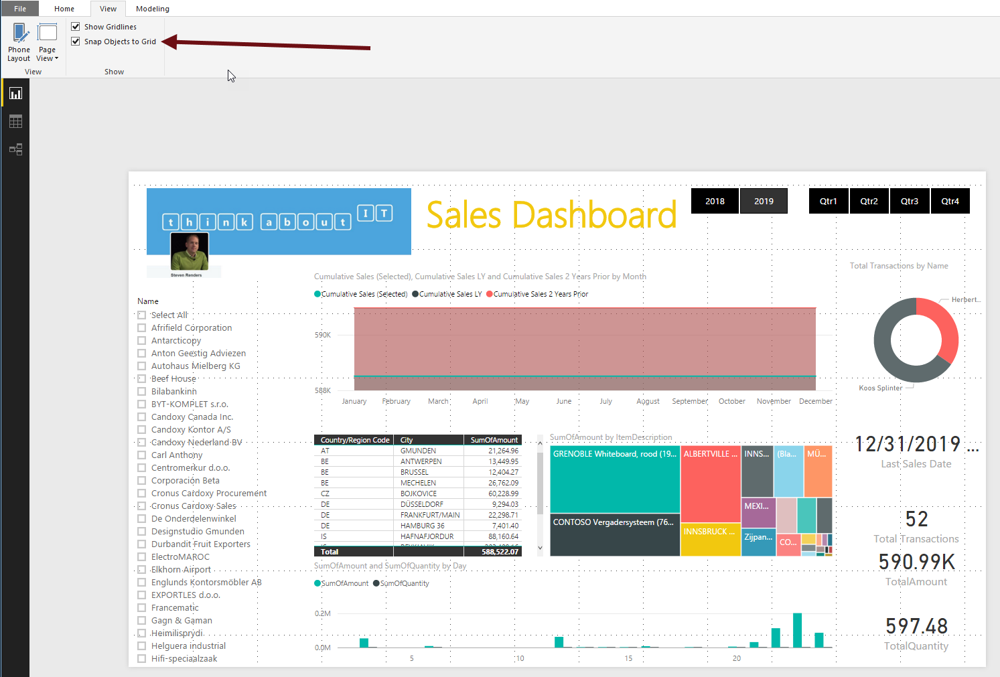 File Home View Modeling
Show Gridlines
Snap Objects to Grid
Phone Layout
Page View
View Show
think about IT
Steven Renders
Sales Dashboard
2018 2019
Qtr1 Qtr2 Qtr3 Qtr4
Name
Select All
Afrifield Corporation
Antarcticopy
Anton Geestig Adviezen
Autohaus Mielberg KG
Beef House
Bilabankinn
BYT-KOMPLET s.r.o.
Candoxy Canada Inc.
Candoxy Kontor A/S
Candoxy Nederland BV
Carl Anthony
Centromerkur d.o.o.
Corporación Beta
Cronus Cardoxy Procurement
Cronus Cardoxy Sales
De Onderdelenwinkel
Designstudio Gmunden
Durbandit Fruit Exporters
ElectroMAROC
Elkhorn Airport
Englunds Kontorsmöbler AB
EXPORTLES d.o.o.
Francematic
Gagn & Gaman
Heimilisprydi
Helguera industrial
Hifi-specialzaak
Cumulative Sales (Selected), Cumulative Sales LY and Cumulative Sales 2 Years Prior by Month
Cumulative Sales (Selected) Cumulative Sales LY Cumulative Sales 2 Years Prior
590K
588K
January February March April May June July August September October November December
Total Transactions by Name
Herbert...
Koos Splinter
Country/Region Code City SumOfAmount
AT GMUNDEN 21,264.96
BE ANTWERPEN 13,449.95
BE BRUSSEL 12,404.27
BE MECHELEN 26,762.09
CZ BOJKOVICE 60,228.99
DE DÜSSELDORF 9,294.03
DE FRANKFURT/MAIN 22,298.71
DE HAMBURG 36 7,401.40
IS HAFNAFJORDUR 88,160.64
Total 588,522.07
SumOfAmount by ItemDescription
GRENOBLE Whiteboard, rood (19...
CONTOSO Vergadersysteem (76...
ALBERTVILLE ...
INNSBRUCK ...
INNS...
(Bla...
MÜ...
MEXI...
Zijpan...
CO...
12/31/2019 ...
Last Sales Date
52
Total Transactions
590.99K
TotalAmount
597.48
TotalQuantity
SumOfAmount and SumOfQuantity by Day
SumOfAmount SumOfQuantity
0.2M
0.0M
5 10 15 20